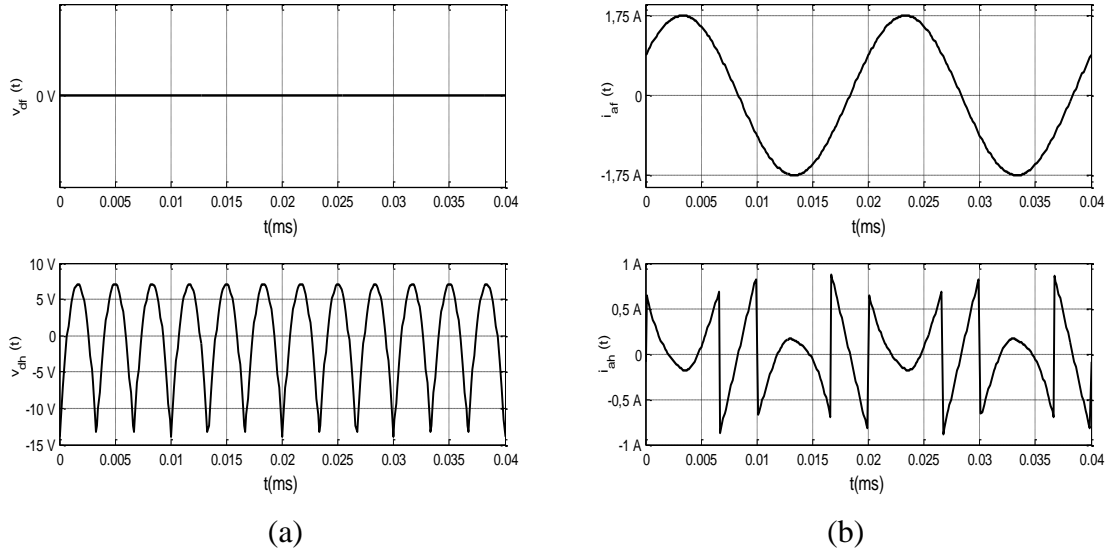 0 V
v_df (t)
0 0.005 0.01 0.015 0.02 0.025 0.03 0.035 0.04
t(ms)
10 V
5 V
0
-5 V
-10 V
-15 V
v_dh (t)
0 0.005 0.01 0.015 0.02 0.025 0.03 0.035 0.04
t(ms)
(a)
1,75 A
0
-1,75 A
i_af (t)
0 0.005 0.01 0.015 0.02 0.025 0.03 0.035 0.04
t(ms)
1 A
0,5 A
0
-0,5 A
-1 A
i_ah (t)
0 0.005 0.01 0.015 0.02 0.025 0.03 0.035 0.04
t(ms)
(b)